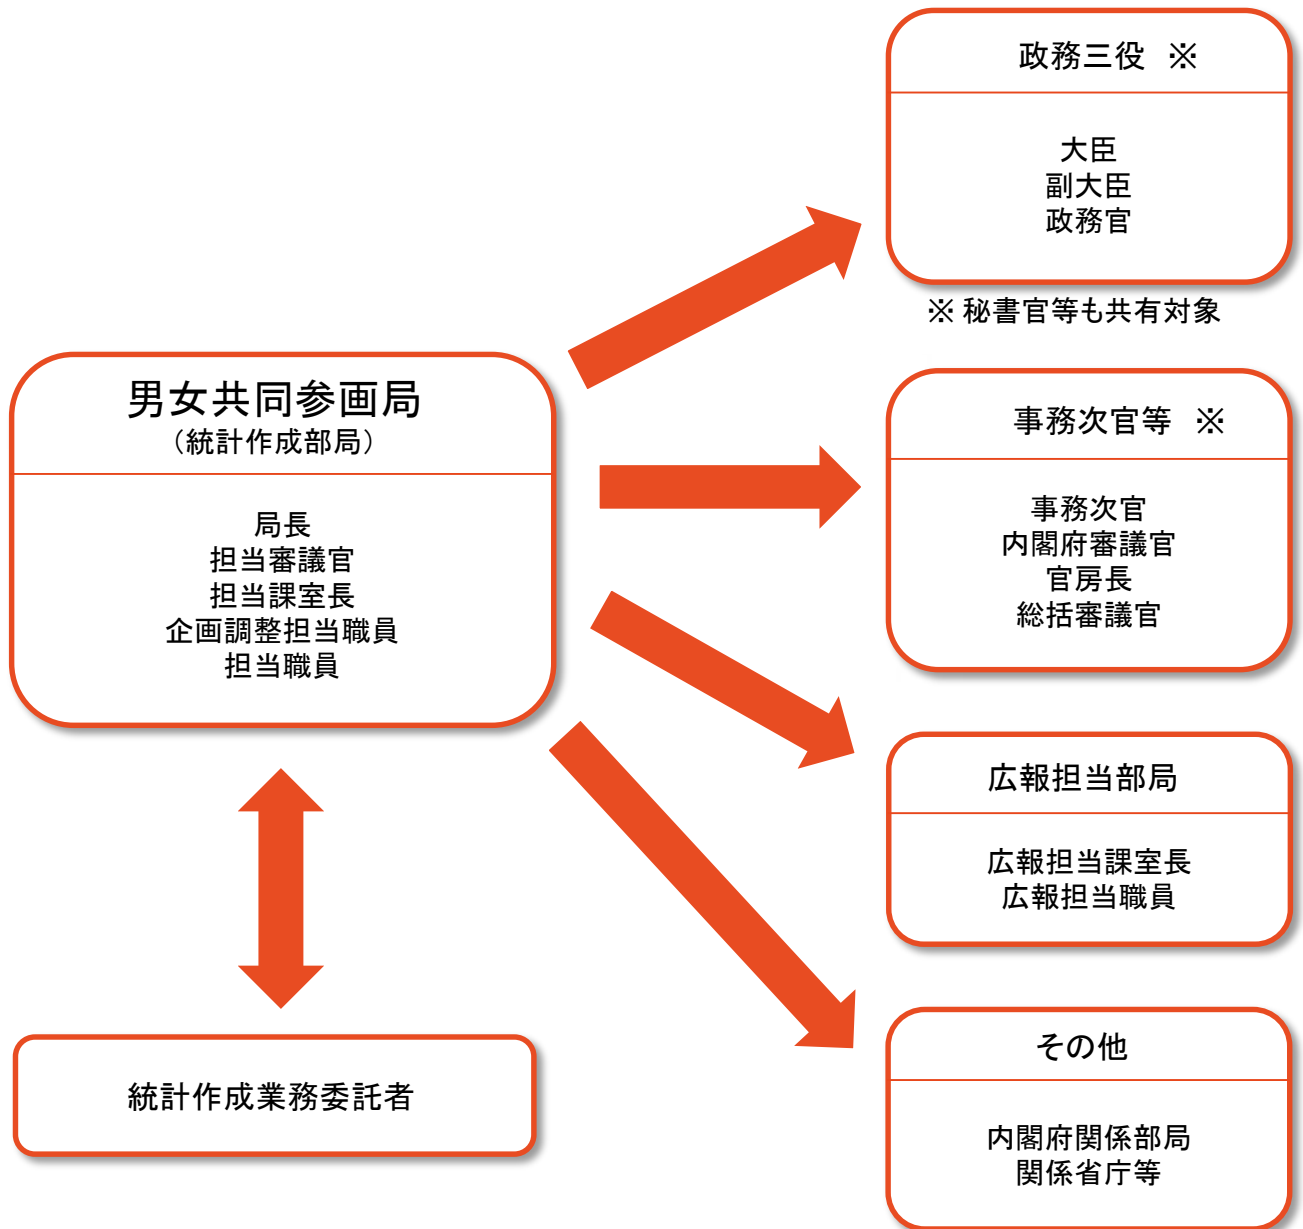 男女共同参画局
（統計作成部局）
局長
担当審議官
担当課室長
企画調整担当職員
担当職員
統計作成業務委託者
政務三役 ※
大臣
副大臣
政務官
※ 秘書官等も共有対象
事務次官等 ※
事務次官
内閣府審議官
官房長
総括審議官
広報担当部局
広報担当課室長
広報担当職員
その他
内閣府関係部局
関係省庁等